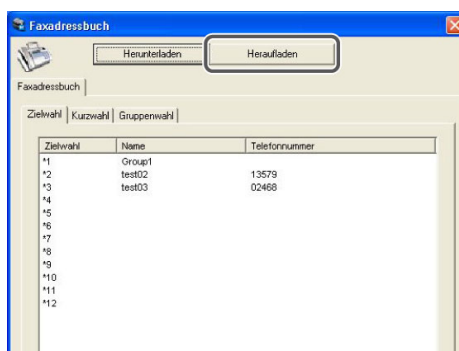 Faxadressbuch
Herunterladen Heraufladen
Faxadressbuch
Zielwahl Kurzwahl Gruppenwahl
Zielwahl Name Telefonnummer
*1 Group1
*2 test02 13579
*3 test03 02468
*4
*5
*6
*7
*8
*9
*10
*11
*12